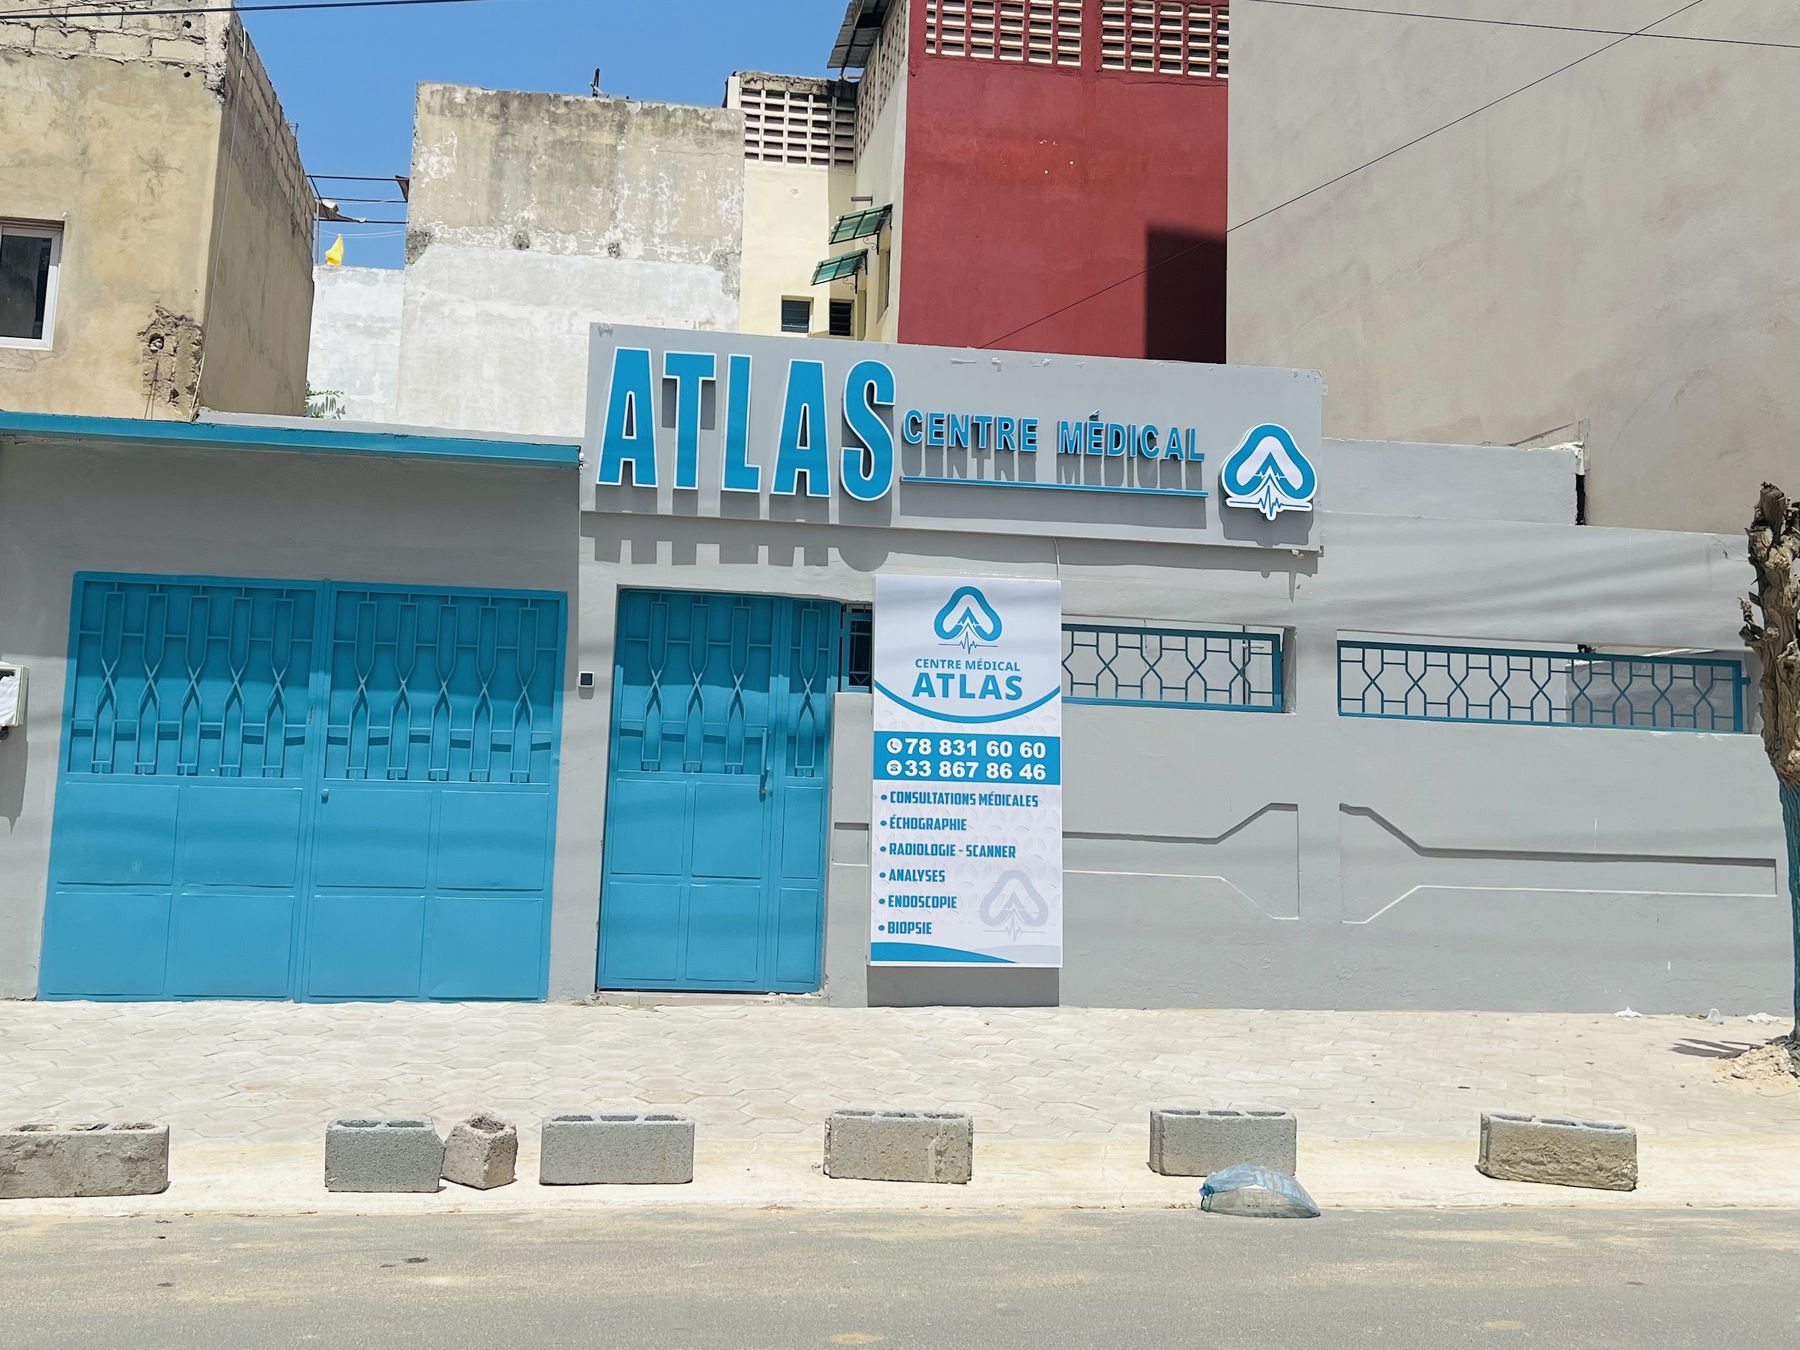 ATLAS CENTRE MÉDICAL
CENTRE MÉDICAL
ATLAS
78 831 60 60
33 867 86 46
• CONSULTATIONS MÉDICALES
• ÉCHOGRAPHIE
• RADIOLOGIE - SCANNER
• ANALYSES
• ENDOSCOPIE
• BIOPSIE